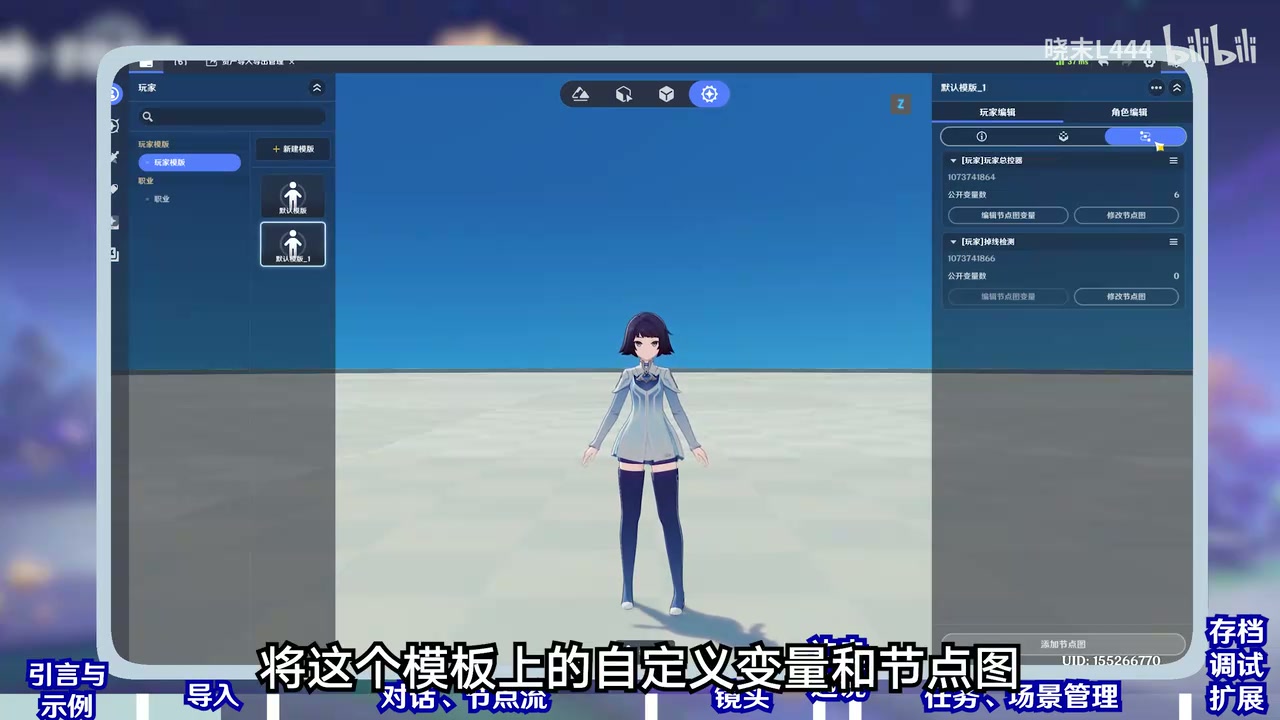 晓末L444 bilibili
资产导入导出管理 ×
37ms
玩家
玩家模版
玩家模版
职业
职业
+ 新建模版
默认模版
默认模版_1
Z
默认模版_1
玩家编辑
角色编辑
[玩家]玩家总控器
1073741864
公开变量数 6
编辑节点图变量
修改节点图
[玩家]掉线检测
1073741866
公开变量数 0
编辑节点图变量
修改节点图
添加节点图
UID: 155266770
将这个模板上的自定义变量和节点图
引言与
示例
导入
对话、节点流
镜头
任务、场景管理
存档
调试
扩展